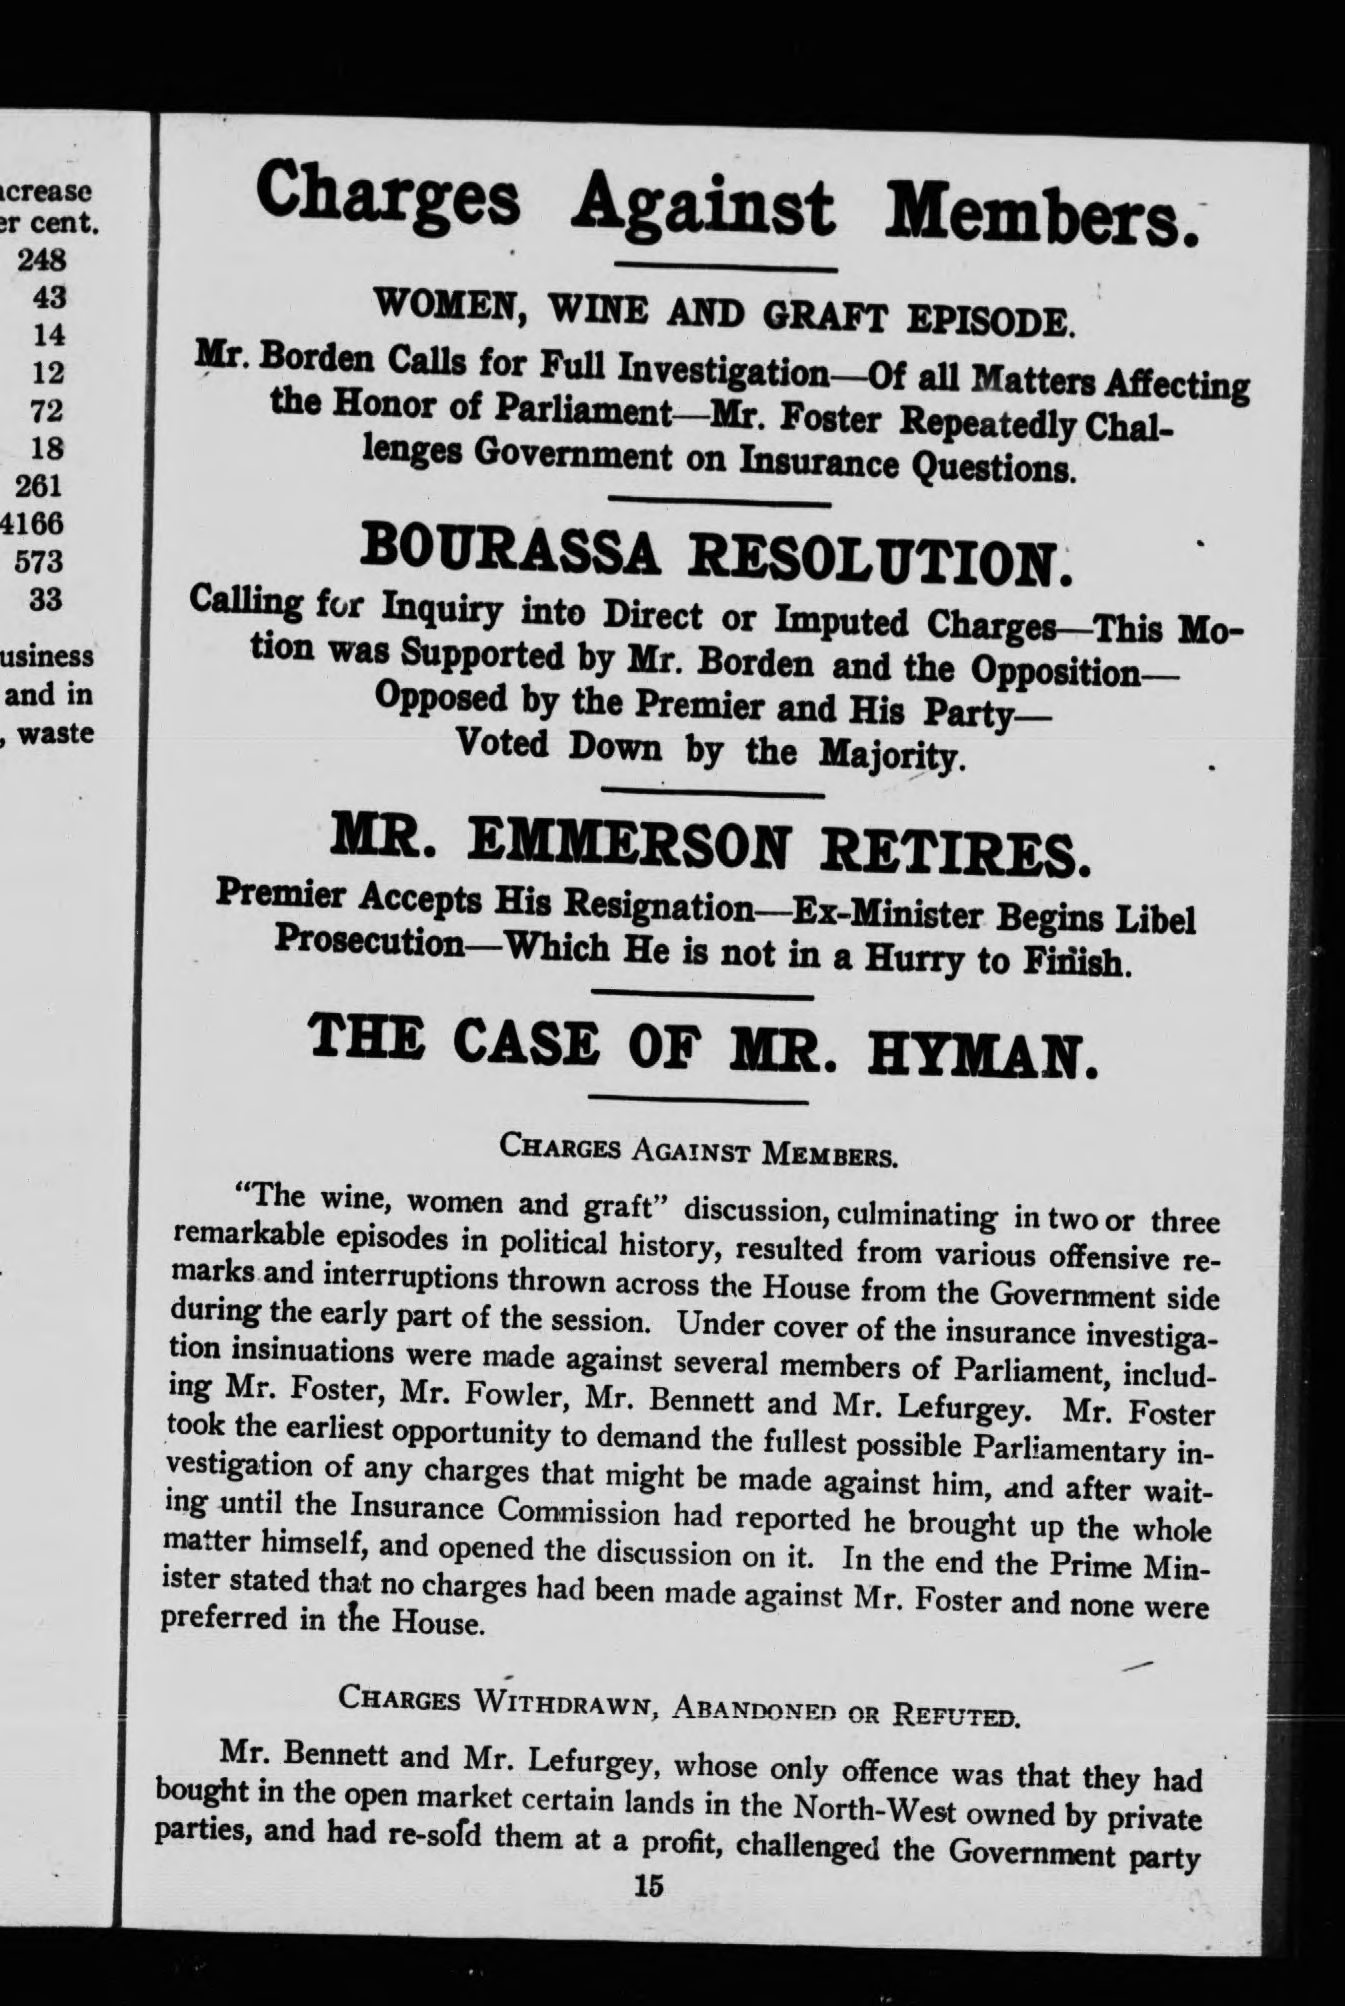 crease
er cent.
248
43
14
12
72
18
261
4166
573
33
usiness
and in
, waste
Charges Against Members.
WOMEN, WINE AND GRAFT EPISODE.
Mr. Borden Calls for Full Investigation—Of all Matters Affecting
the Honor of Parliament—Mr. Foster Repeatedly Chal-
lenges Government on Insurance Questions.
BOURASSA RESOLUTION.
Calling for Inquiry into Direct or Imputed Charges—This Mo-
tion was Supported by Mr. Borden and the Opposition—
Opposed by the Premier and His Party—
Voted Down by the Majority.
MR. EMMERSON RETIRES.
Premier Accepts His Resignation—Ex-Minister Begins Libel
Prosecution—Which He is not in a Hurry to Finish.
THE CASE OF MR. HYMAN.
CHARGES AGAINST MEMBERS.
"The wine, women and graft" discussion, culminating in two or three
remarkable episodes in political history, resulted from various offensive re-
marks and interruptions thrown across the House from the Government side
during the early part of the session. Under cover of the insurance investiga-
tion insinuations were made against several members of Parliament, includ-
ing Mr. Foster, Mr. Fowler, Mr. Bennett and Mr. Lefurgey. Mr. Foster
took the earliest opportunity to demand the fullest possible Parliamentary in-
vestigation of any charges that might be made against him, and after wait-
ing until the Insurance Commission had reported he brought up the whole
matter himself, and opened the discussion on it. In the end the Prime Min-
ister stated that no charges had been made against Mr. Foster and none were
preferred in the House.
CHARGES WITHDRAWN, ABANDONED OR REFUTED.
Mr. Bennett and Mr. Lefurgey, whose only offence was that they had
bought in the open market certain lands in the North-West owned by private
parties, and had re-sold them at a profit, challenged the Government party
15